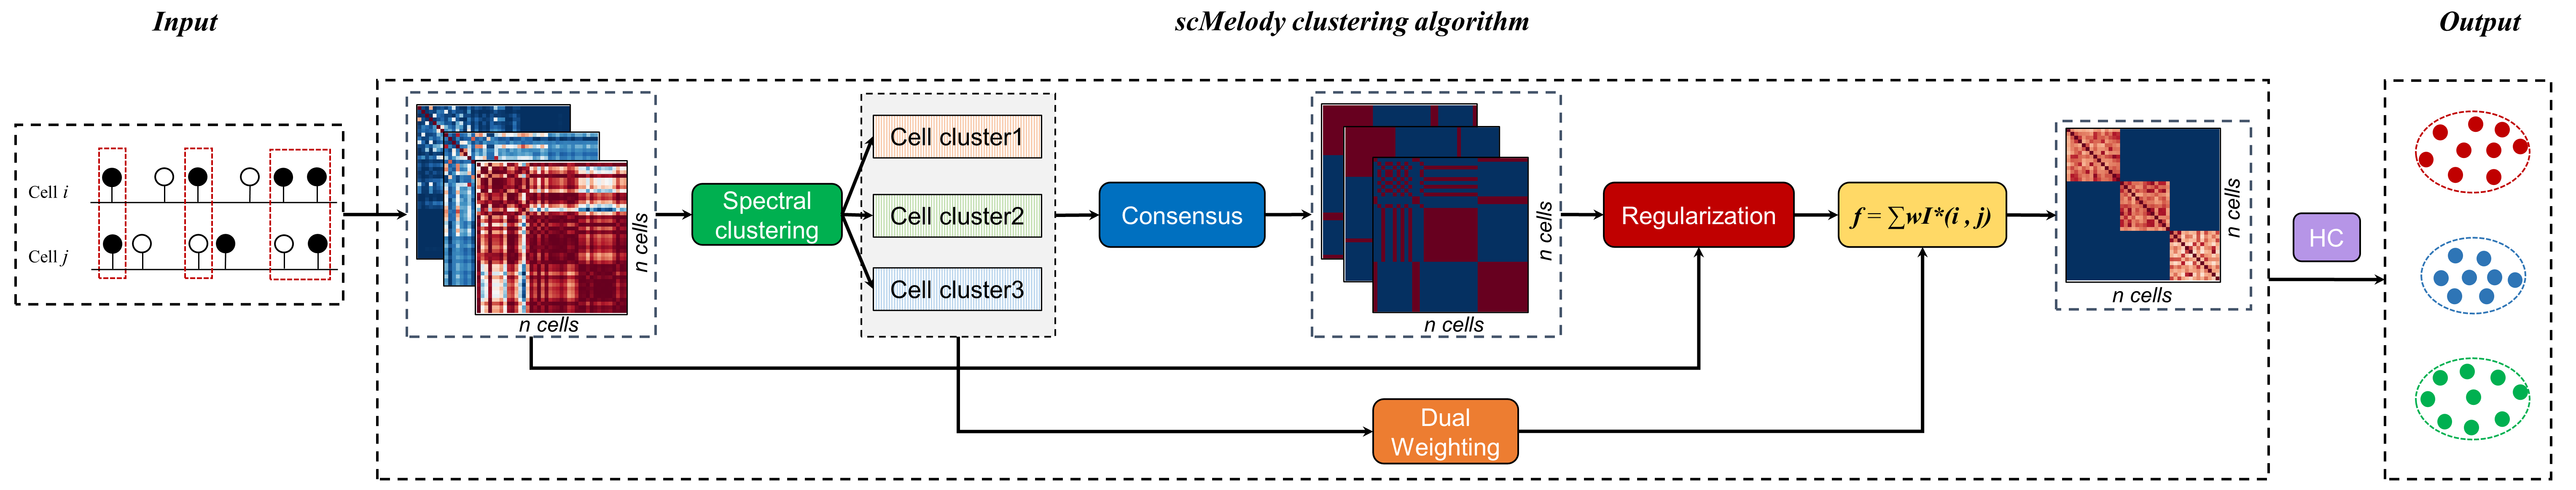 Input
scMelody clustering algorithm
Output
Cell i
Cell j
n cells
n cells
Spectral
clustering
Cell cluster1
Cell cluster2
Cell cluster3
Consensus
n cells
n cells
Regularization
f = ∑wI*(i , j)
n cells
n cells
HC
Dual
Weighting